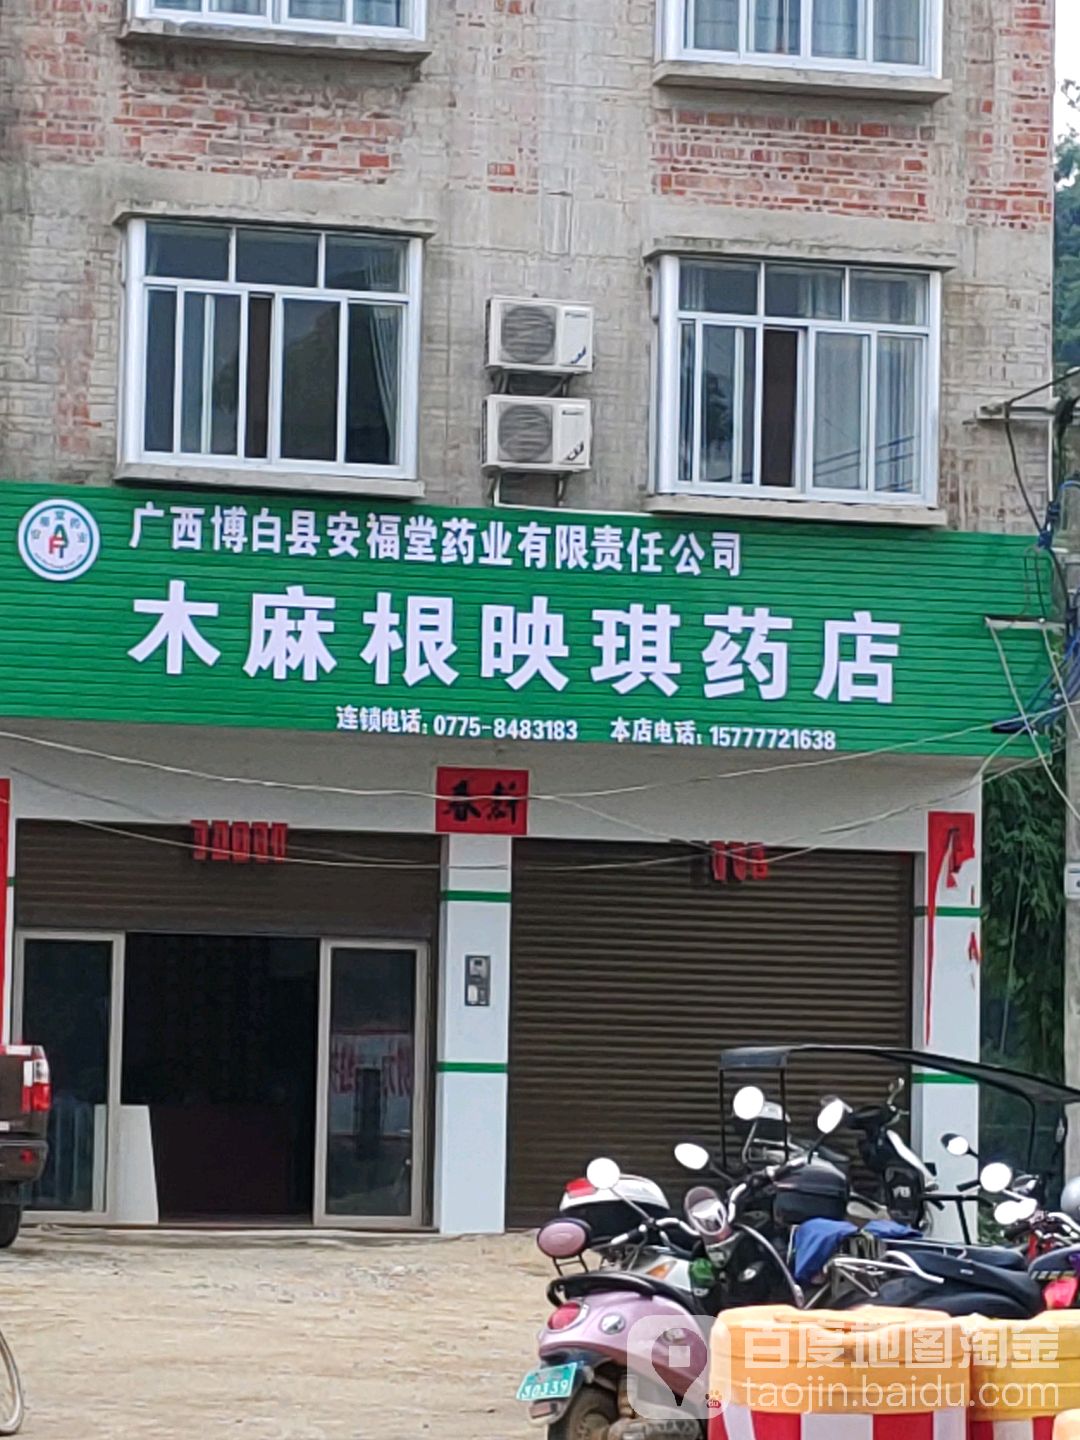 广西博白县安福堂药业有限责任公司
木麻根映琪药店
连锁电话：0775-8483183 本店电话：15777721638
30339
百度地图淘金
taojin.baidu.com